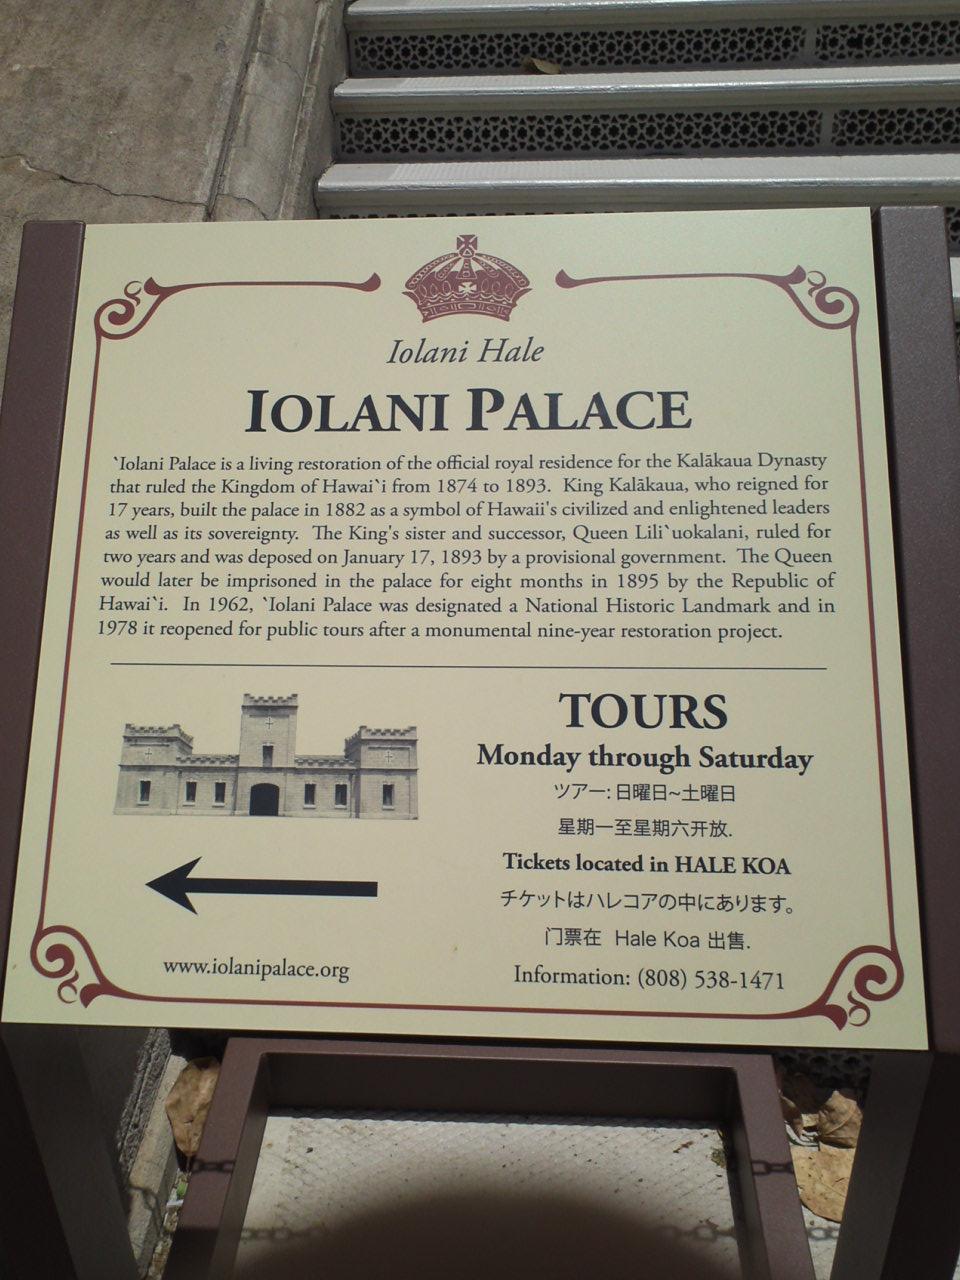 Iolani Hale
IOLANI PALACE
`Iolani Palace is a living restoration of the official royal residence for the Kalākaua Dynasty
that ruled the Kingdom of Hawai`i from 1874 to 1893. King Kalākaua, who reigned for
17 years, built the palace in 1882 as a symbol of Hawaii's civilized and enlightened leaders
as well as its sovereignty. The King's sister and successor, Queen Lili`uokalani, ruled for
two years and was deposed on January 17, 1893 by a provisional government. The Queen
would later be imprisoned in the palace for eight months in 1895 by the Republic of
Hawai`i. In 1962, `Iolani Palace was designated a National Historic Landmark and in
1978 it reopened for public tours after a monumental nine-year restoration project.
TOURS
Monday through Saturday
ツアー: 日曜日~土曜日
星期一至星期六开放.
Tickets located in HALE KOA
チケットはハレコアの中にあります。
门票在 Hale Koa 出售.
www.iolanipalace.org
Information: (808) 538-1471